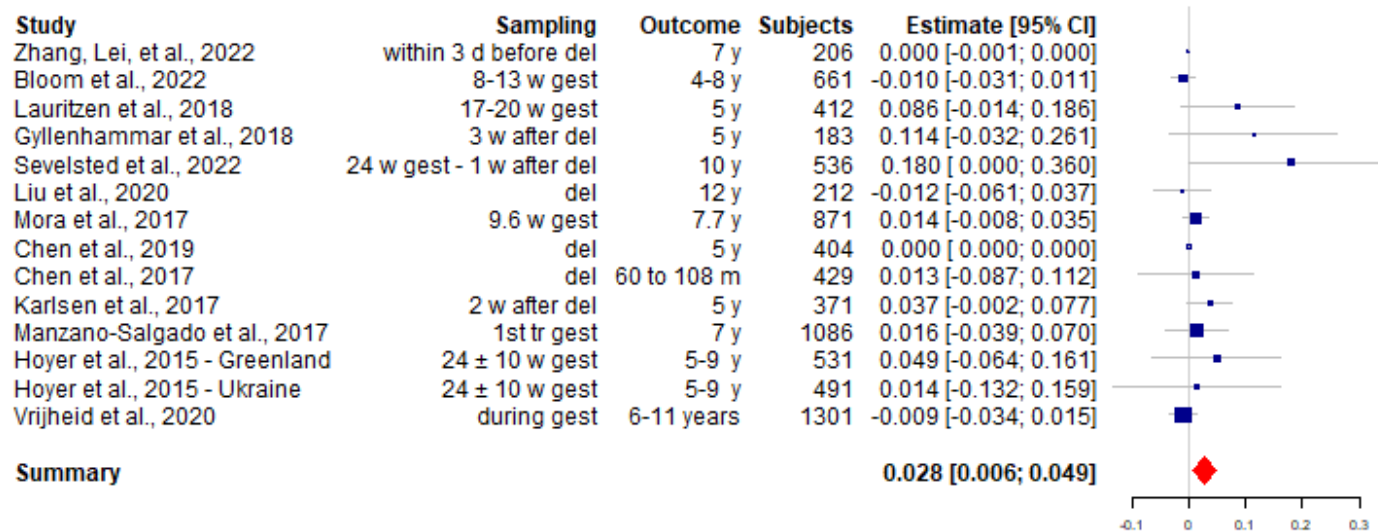 Study Sampling Outcome Subjects Estimate [95% CI]
Zhang, Lei, et al., 2022 within 3 d before del 7 y 206 0.000 [-0.001; 0.000]
Bloom et al., 2022 8-13 w gest 4-8 y 661 -0.010 [-0.031; 0.011]
Lauritzen et al., 2018 17-20 w gest 5 y 412 0.086 [-0.014; 0.186]
Gyllenhammar et al., 2018 3 w after del 5 y 183 0.114 [-0.032; 0.261]
Sevelsted et al., 2022 24 w gest - 1 w after del 10 y 536 0.180 [ 0.000; 0.360]
Liu et al., 2020 del 12 y 212 -0.012 [-0.061; 0.037]
Mora et al., 2017 9.6 w gest 7.7 y 871 0.014 [-0.008; 0.035]
Chen et al., 2019 del 5 y 404 0.000 [ 0.000; 0.000]
Chen et al., 2017 del 60 to 108 m 429 0.013 [-0.087; 0.112]
Karlsen et al., 2017 2 w after del 5 y 371 0.037 [-0.002; 0.077]
Manzano-Salgado et al., 2017 1st tr gest 7 y 1086 0.016 [-0.039; 0.070]
Hoyer et al., 2015 - Greenland 24 ± 10 w gest 5-9 y 531 0.049 [-0.064; 0.161]
Hoyer et al., 2015 - Ukraine 24 ± 10 w gest 5-9 y 491 0.014 [-0.132; 0.159]
Vrijheid et al., 2020 during gest 6-11 years 1301 -0.009 [-0.034; 0.015]
Summary 0.028 [0.006; 0.049]
-0.1 0 0.1 0.2 0.3